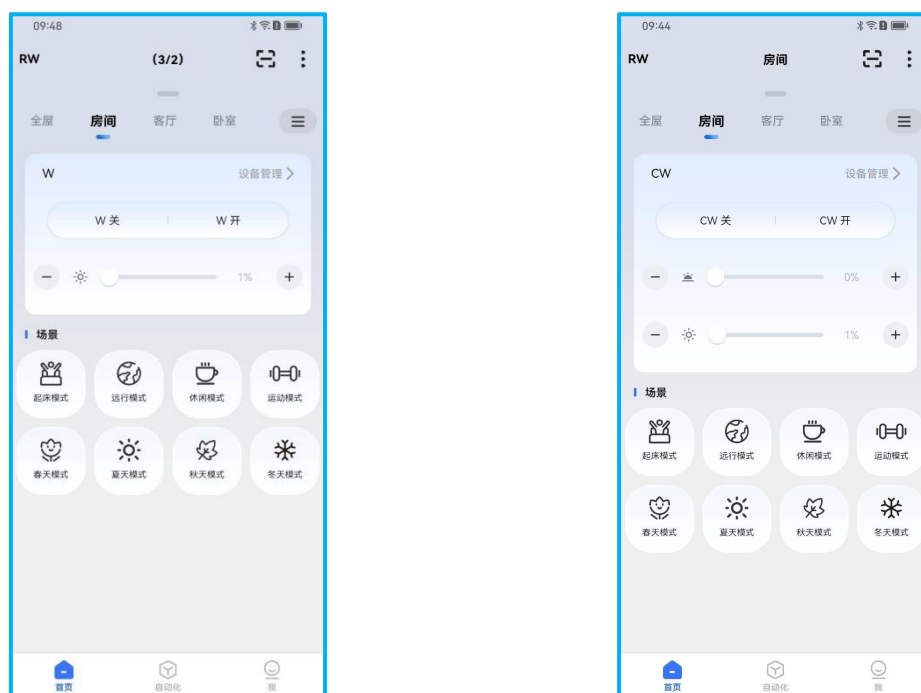 09:48
RW (3/2)
全屋 房间 客厅 卧室
W 设备管理
W 关 W 开
1%
场景
起床模式 远行模式 休闲模式 运动模式
春天模式 夏天模式 秋天模式 冬天模式
首页 自动化 我
09:44
RW 房间
全屋 房间 客厅 卧室
CW 设备管理
CW 关 CW 开
0%
1%
场景
起床模式 远行模式 休闲模式 运动模式
春天模式 夏天模式 秋天模式 冬天模式
首页 自动化 我